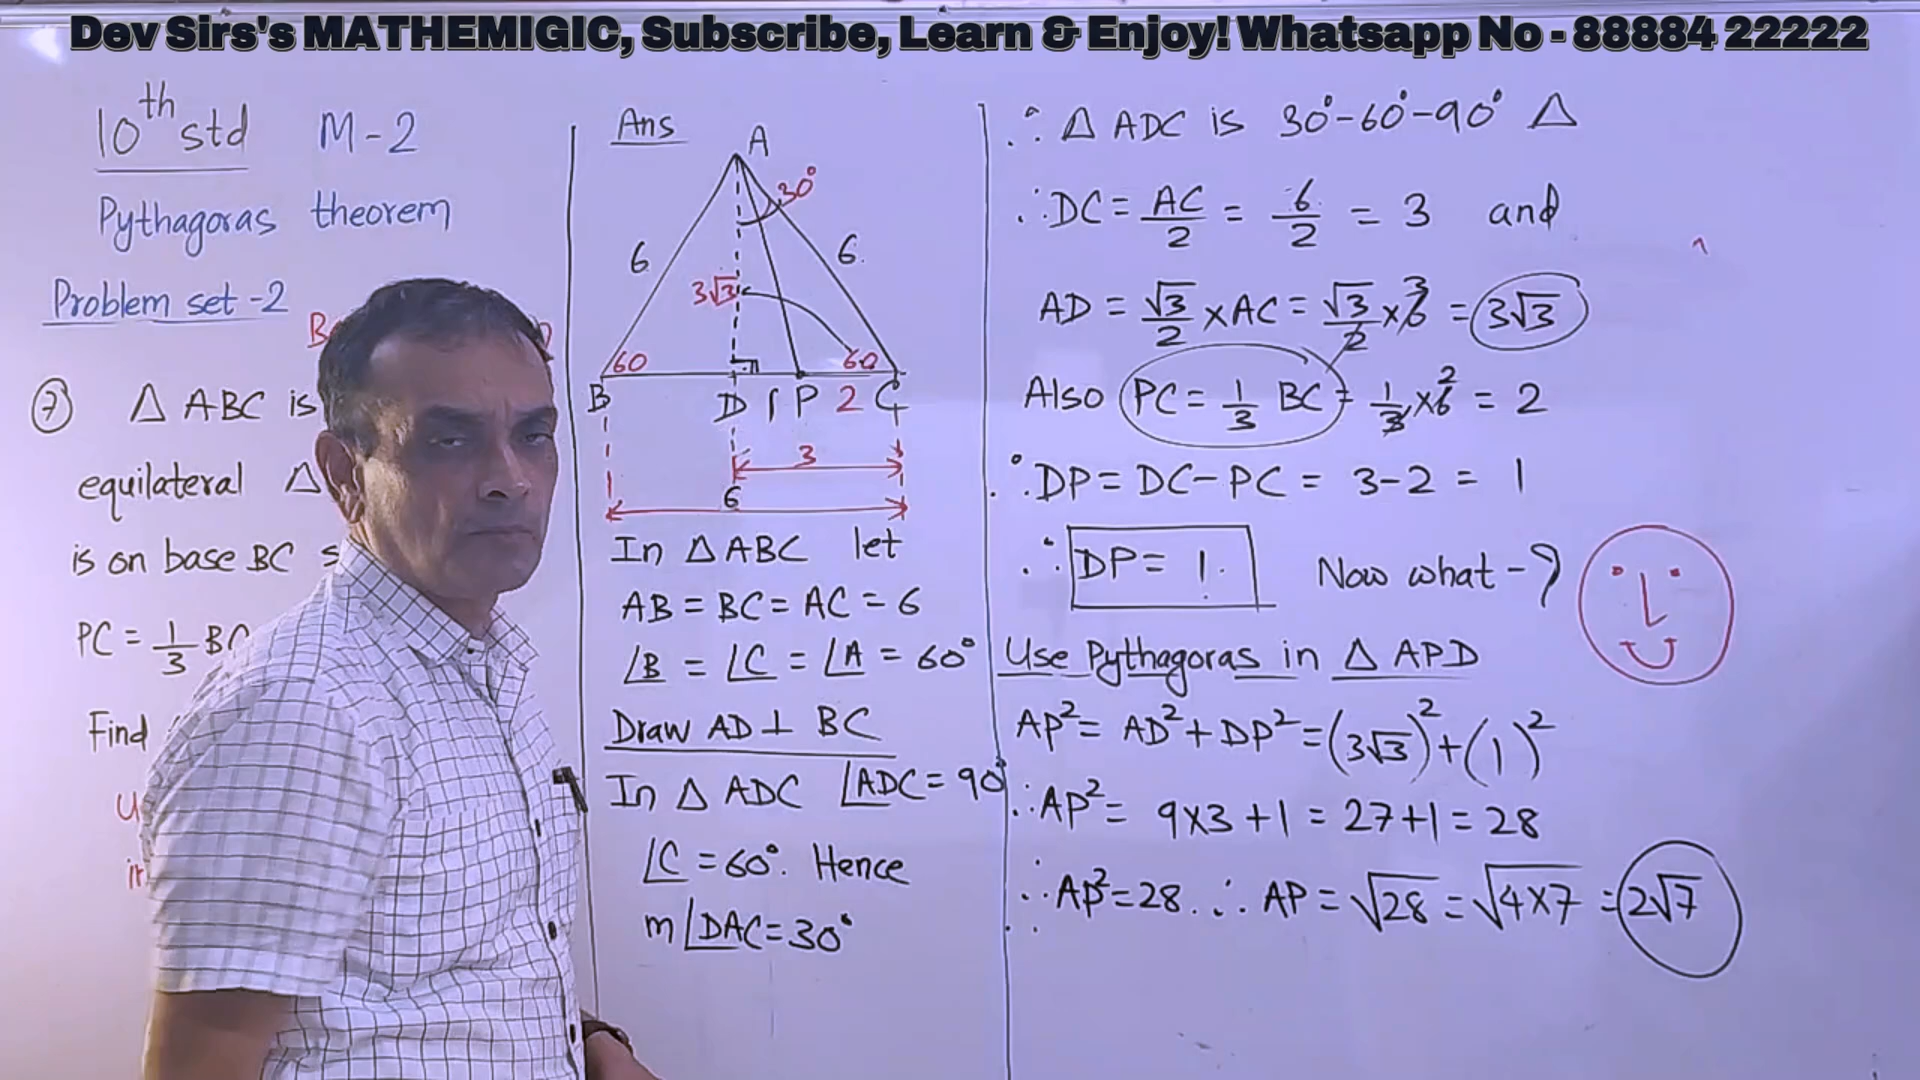 Dev Sirs's MATHEMIGIC, Subscribe, Learn & Enjoy! Whatsapp No - 88884 22222
10th std M-2
Pythagoras theorem
Problem set -2
⑦ △ ABC is
equilateral △
is on base BC
PC = 1/3 BC
Find
Ans
A
30°
6
6
3√3
60
60
B D 1 P 2 C
3
6
In △ABC let
AB = BC = AC = 6
∠B = ∠C = ∠A = 60°
Draw AD ⊥ BC
In △ ADC ∠ADC = 90°
∠C = 60°. Hence
m∠DAC = 30°
∴ △ ADC is 30°-60°-90° △
∴ DC = AC/2 = 6/2 = 3 and
AD = √3/2 × AC = √3/2 × 6 3 = 3√3
Also PC = 1/3 BC = 1/3 × 6 2 = 2
∴ DP = DC - PC = 3-2 = 1
∴ DP = 1. Now what - ?
Use Pythagoras in △ APD
AP² = AD² + DP² = (3√3)² + (1)²
∴ AP² = 9×3 + 1 = 27+1 = 28
∴ AP² = 28. ∴ AP = √28 = √4×7 = 2√7